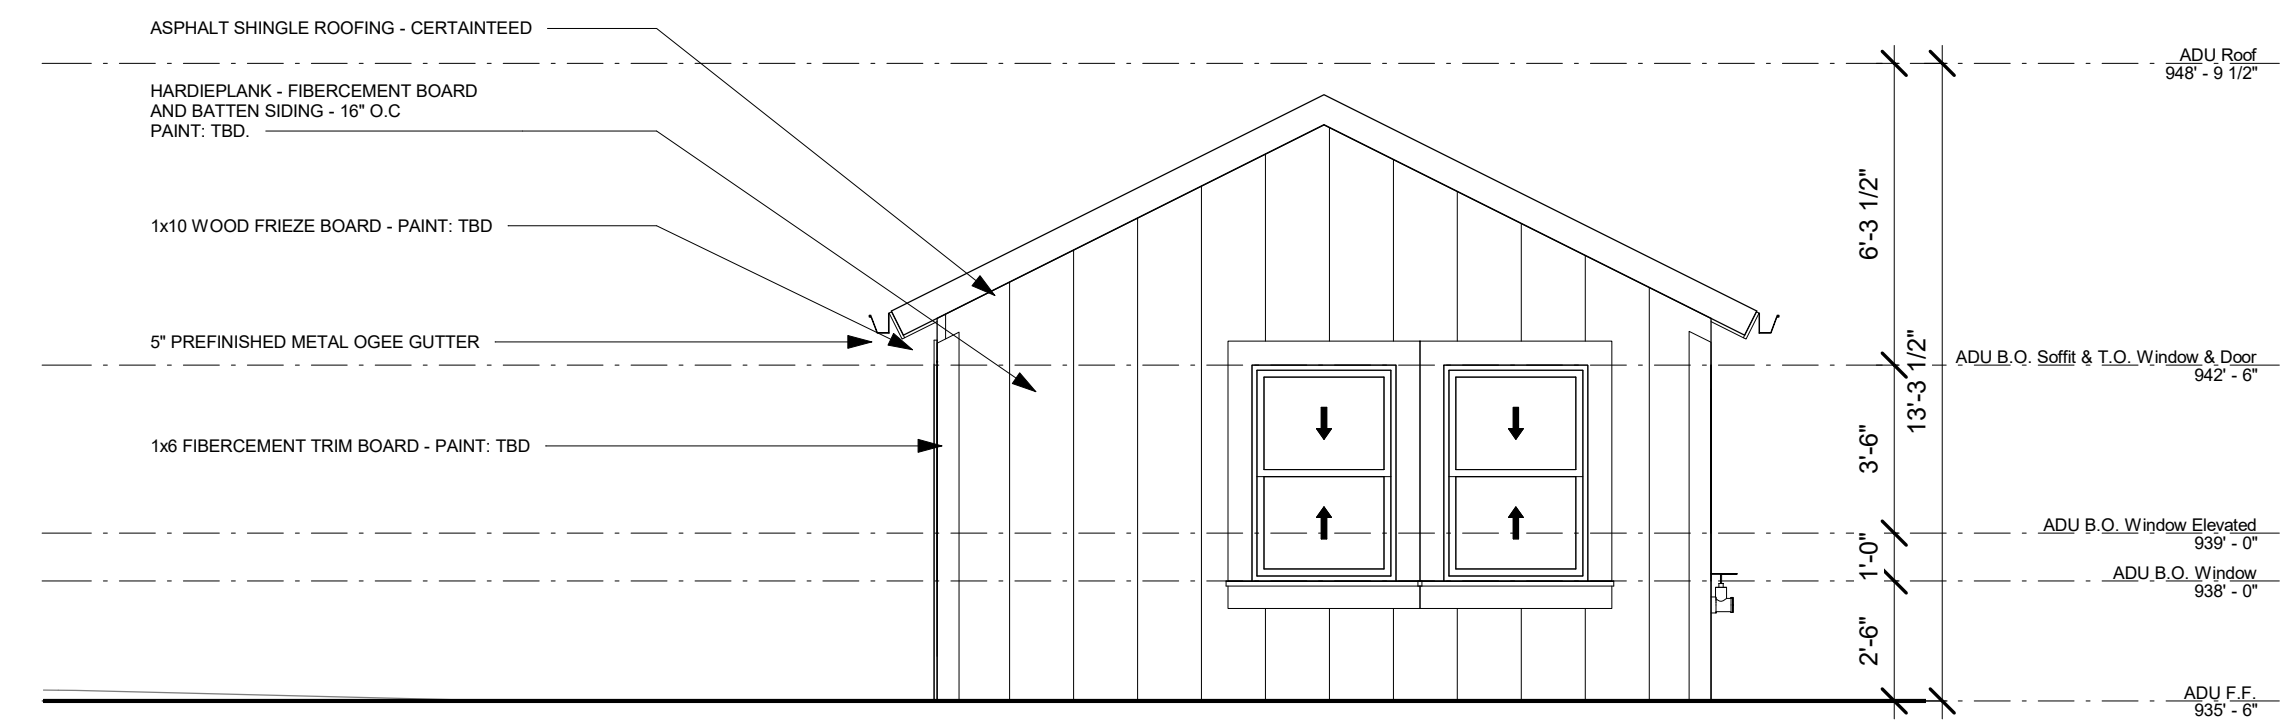 ASPHALT SHINGLE ROOFING - CERTAINTEED
HARDIEPLANK - FIBERCEMENT BOARD
AND BATTEN SIDING - 16" O.C
PAINT: TBD.
1x10 WOOD FRIEZE BOARD - PAINT: TBD
5" PREFINISHED METAL OGEE GUTTER
1x6 FIBERCEMENT TRIM BOARD - PAINT: TBD
6'-3 1/2"
3'-6"
1'-0"
2'-6"
13'-3 1/2"
ADU Roof
948' - 9 1/2"
ADU B.O. Soffit & T.O. Window & Door
942' - 6"
ADU B.O. Window Elevated
939' - 0"
ADU B.O. Window
938' - 0"
ADU F.F.
935' - 6"